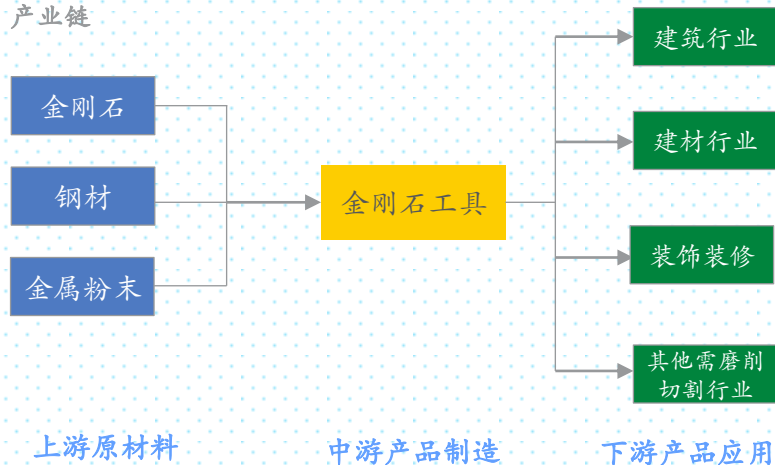 产业链
金刚石
钢材
金属粉末
金刚石工具
建筑行业
建材行业
装饰装修
其他需磨削
切割行业
上游原材料
中游产品制造
下游产品应用